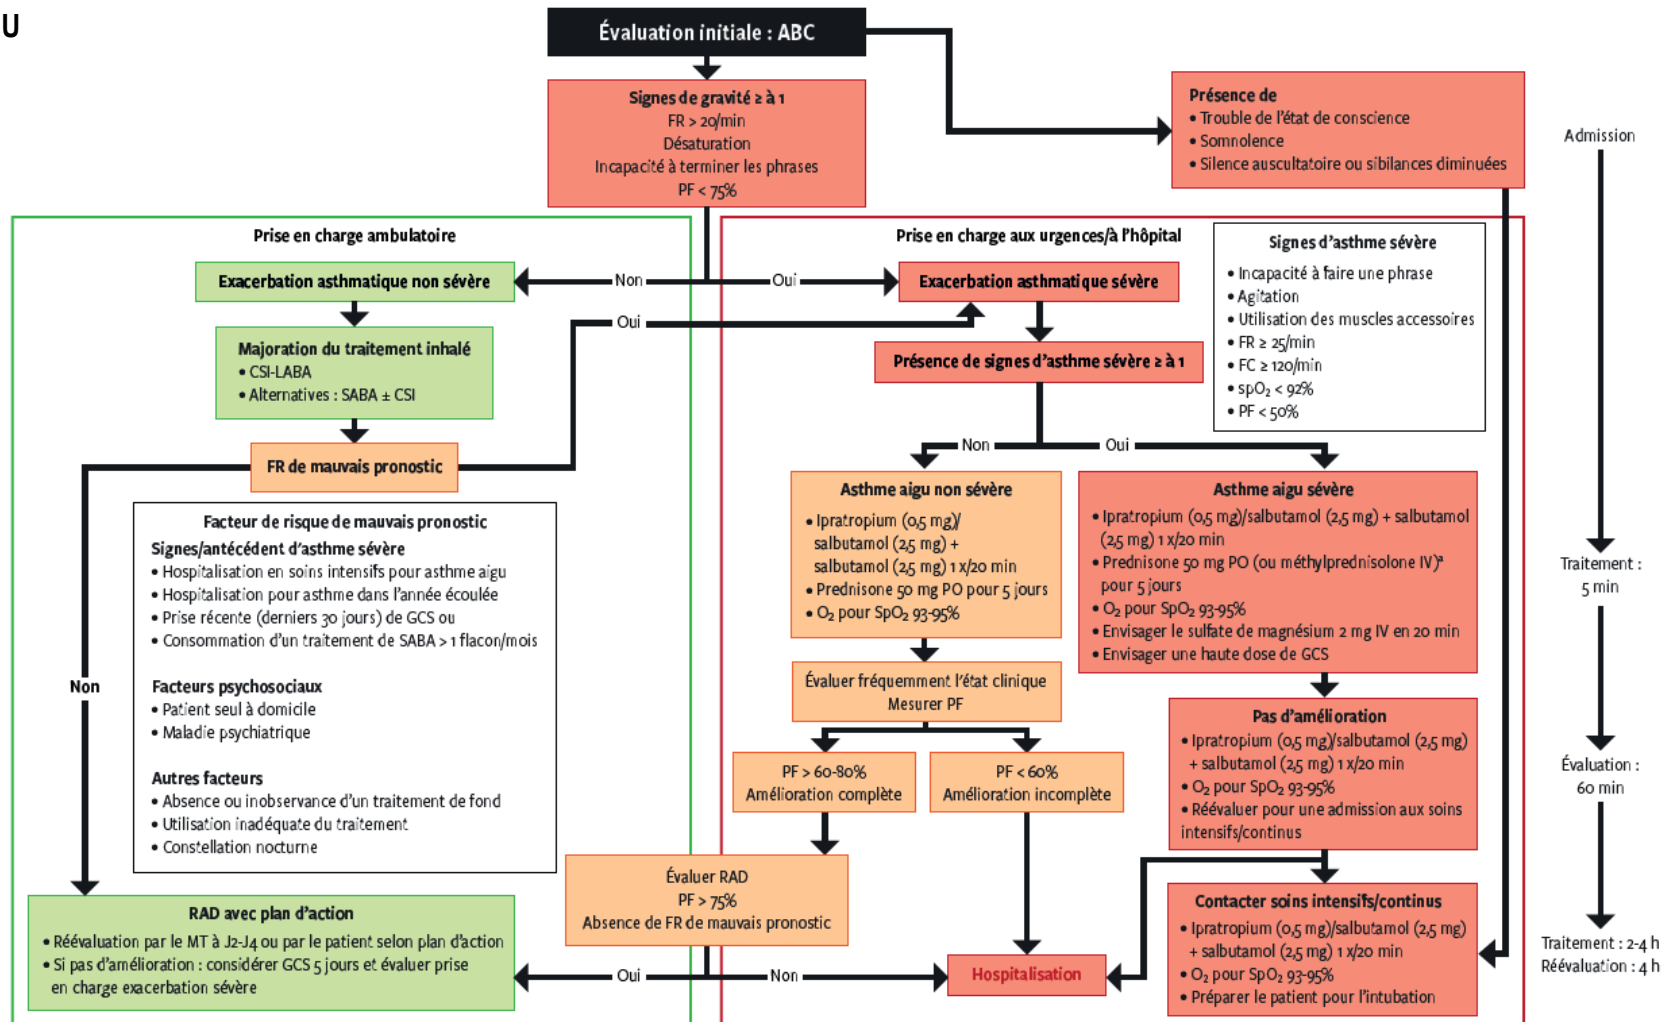 U
Évaluation initiale : ABC
Signes de gravité ≥ à 1
FR > 20/min
Désaturation
Incapacité à terminer les phrases
PF < 75%
Présence de
• Trouble de l'état de conscience
• Somnolence
• Silence auscultatoire ou sibilances diminuées
Admission
Prise en charge ambulatoire
Exacerbation asthmatique non sévère
Non
Oui
Majoration du traitement inhalé
• CSI-LABA
• Alternatives : SABA ± CSI
Oui
FR de mauvais pronostic
Facteur de risque de mauvais pronostic
Signes/antécédent d'asthme sévère
• Hospitalisation en soins intensifs pour asthme aigu
• Hospitalisation pour asthme dans l'année écoulée
• Prise récente (derniers 30 jours) de GCS ou
• Consommation d'un traitement de SABA > 1 flacon/mois
Facteurs psychosociaux
• Patient seul à domicile
• Maladie psychiatrique
Autres facteurs
• Absence ou inobservance d'un traitement de fond
• Utilisation inadéquate du traitement
• Constellation nocturne
Non
RAD avec plan d'action
• Réévaluation par le MT à J2-J4 ou par le patient selon plan d'action
• Si pas d'amélioration : considérer GCS 5 jours et évaluer prise
en charge exacerbation sévère
Prise en charge aux urgences/à l'hôpital
Exacerbation asthmatique sévère
Présence de signes d'asthme sévère ≥ à 1
Signes d'asthme sévère
• Incapacité à faire une phrase
• Agitation
• Utilisation des muscles accessoires
• FR ≥ 25/min
• FC ≥ 120/min
• spO₂ < 92%
• PF < 50%
Non
Oui
Asthme aigu non sévère
• Ipratropium (0,5 mg)/
salbutamol (2,5 mg) +
salbutamol (2,5 mg) 1 x/20 min
• Prednisone 50 mg PO pour 5 jours
• O₂ pour SpO₂ 93-95%
Évaluer fréquemment l'état clinique
Mesurer PF
PF > 60-80%
Amélioration complète
PF < 60%
Amélioration incomplète
Évaluer RAD
PF > 75%
Absence de FR de mauvais pronostic
Oui
Non
Hospitalisation
Asthme aigu sévère
• Ipratropium (0,5 mg)/salbutamol (2,5 mg) + salbutamol
(2,5 mg) 1 x/20 min
• Prednisone 50 mg PO (ou méthylprednisolone IV)ᵃ
pour 5 jours
• O₂ pour SpO₂ 93-95%
• Envisager le sulfate de magnésium 2 mg IV en 20 min
• Envisager une haute dose de GCS
Pas d'amélioration
• Ipratropium (0,5 mg)/salbutamol (2,5 mg)
+ salbutamol (2,5 mg) 1 x/20 min
• O₂ pour SpO₂ 93-95%
• Réévaluer pour une admission aux soins
intensifs/continus
Contacter soins intensifs/continus
• Ipratropium (0,5 mg)/salbutamol (2,5 mg)
+ salbutamol (2,5 mg) 1 x/20 min
• O₂ pour SpO₂ 93-95%
• Préparer le patient pour l'intubation
Traitement :
5 min
Évaluation :
60 min
Traitement : 2-4 h
Réévaluation : 4 h